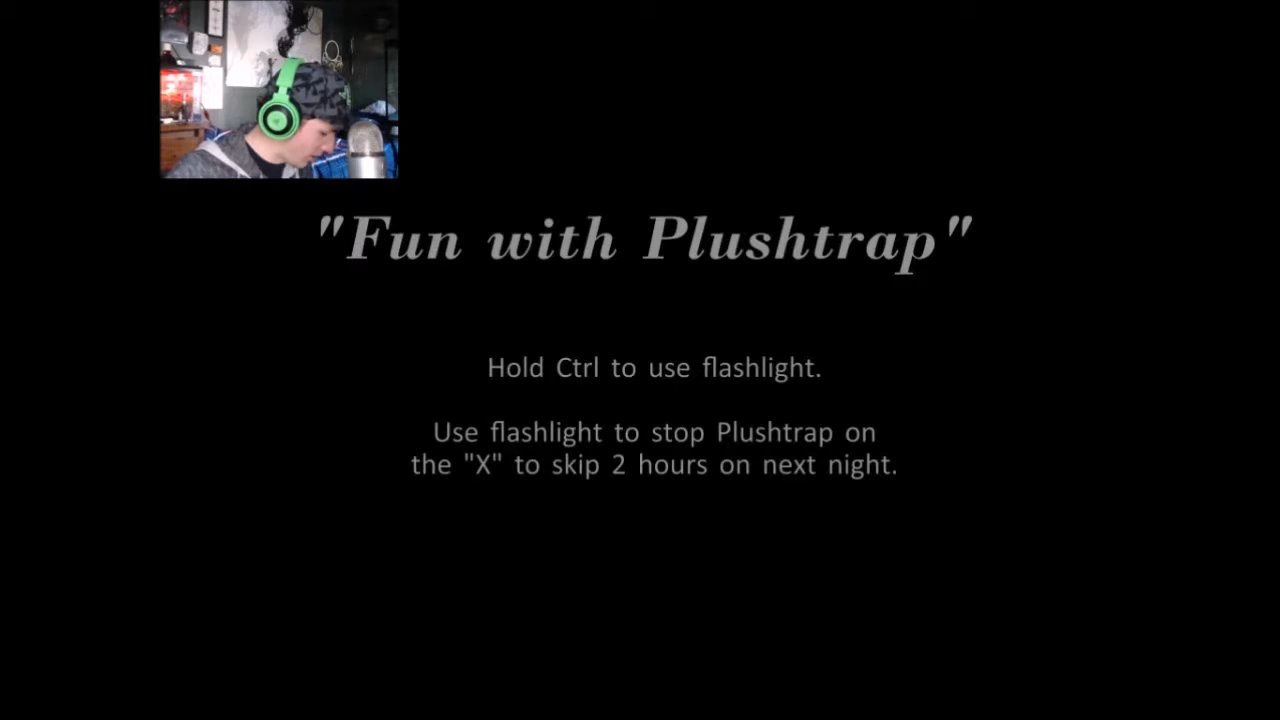 "Fun with Plushtrap"
Hold Ctrl to use flashlight.
Use flashlight to stop Plushtrap on
the "X" to skip 2 hours on next night.